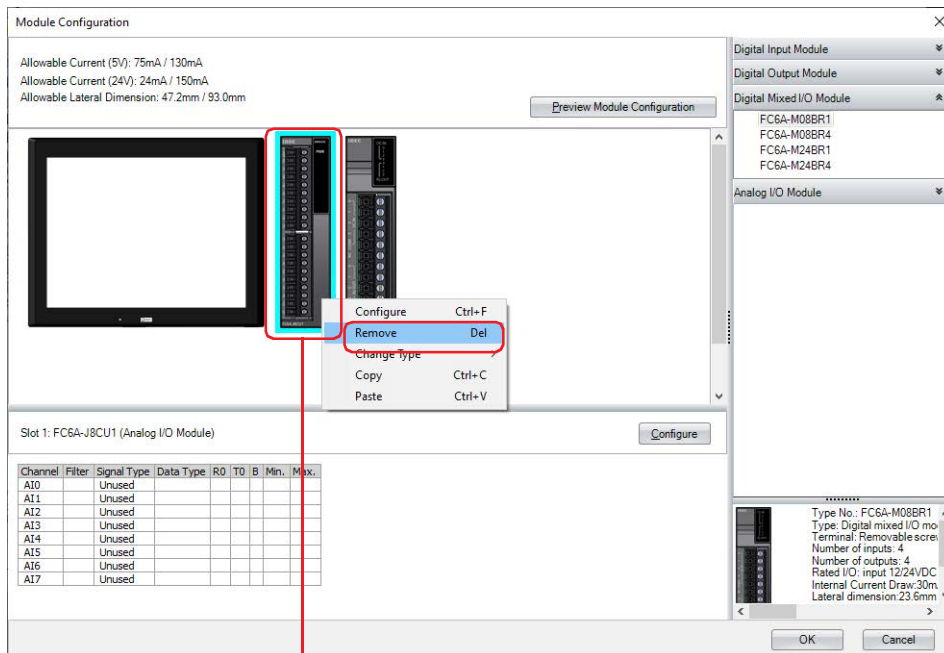 Module Configuration
Allowable Current (5V): 75mA / 130mA
Allowable Current (24V): 24mA / 150mA
Allowable Lateral Dimension: 47.2mm / 93.0mm
Preview Module Configuration
Configure Ctrl+F
Remove Del
Change Type
Copy Ctrl+C
Paste Ctrl+V
Slot 1: FC6A-J8CU1 (Analog I/O Module)
Configure
Channel Filter Signal Type Data Type R0 T0 B Min. Max.
AI0 Unused
AI1 Unused
AI2 Unused
AI3 Unused
AI4 Unused
AI5 Unused
AI6 Unused
AI7 Unused
Digital Input Module
Digital Output Module
Digital Mixed I/O Module
FC6A-M08BR1
FC6A-M08BR4
FC6A-M24BR1
FC6A-M24BR4
Analog I/O Module
Type No.: FC6A-M08BR1
Type: Digital mixed I/O mo
Terminal: Removable screw
Number of inputs: 4
Number of outputs: 4
Rated I/O: input 12/24VDC
Internal Current Draw:30m
Lateral dimension:23.6mm
OK Cancel